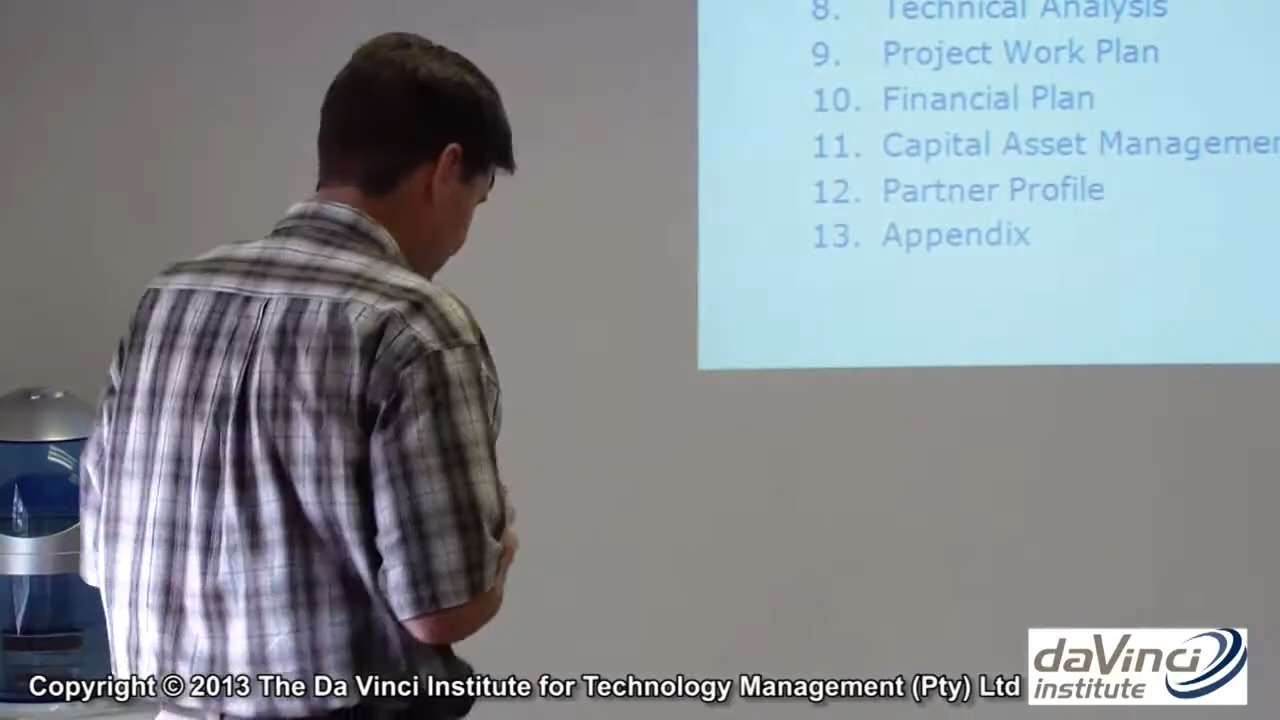 8. Technical Analysis
9. Project Work Plan
10. Financial Plan
11. Capital Asset Managemen
12. Partner Profile
13. Appendix
Copyright © 2013 The Da Vinci Institute for Technology Management (Pty) Ltd
daVinci
institute